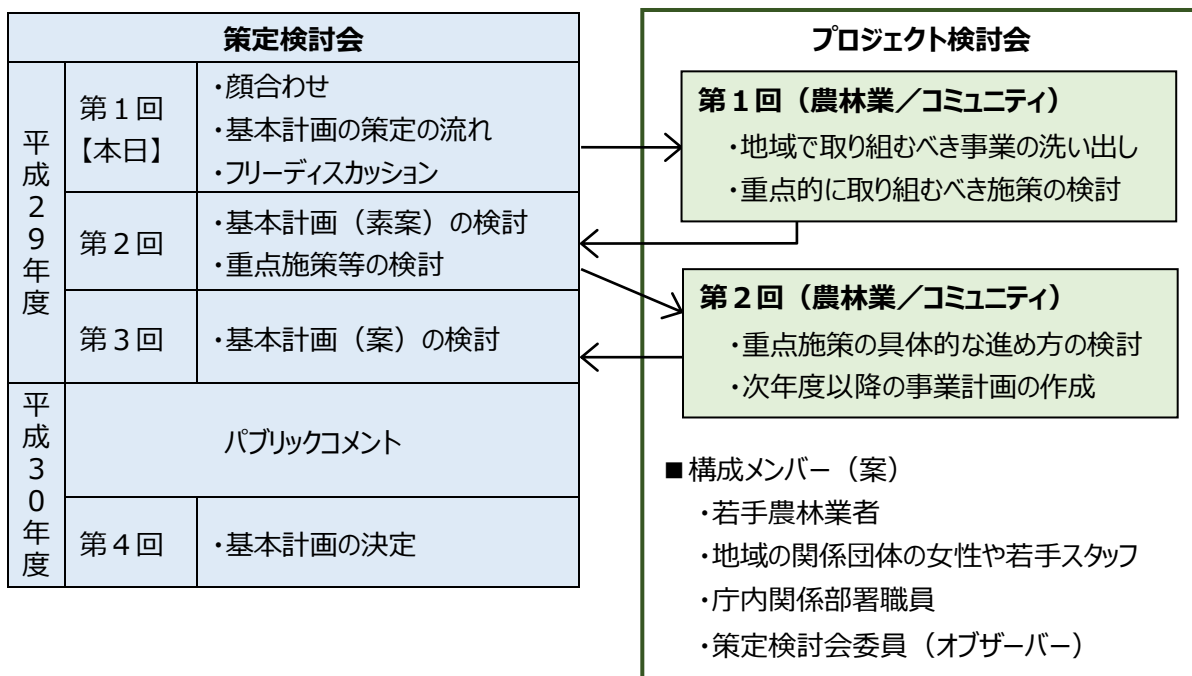 策定検討会
平成29年度
第1回
【本日】
・顔合わせ
・基本計画の策定の流れ
・フリーディスカッション
第2回
・基本計画（素案）の検討
・重点施策等の検討
第3回
・基本計画（案）の検討
平成30年度
パブリックコメント
第4回
・基本計画の決定
プロジェクト検討会
第１回（農林業／コミュニティ）
・地域で取り組むべき事業の洗い出し
・重点的に取り組むべき施策の検討
第２回（農林業／コミュニティ）
・重点施策の具体的な進め方の検討
・次年度以降の事業計画の作成
■構成メンバー（案）
・若手農林業者
・地域の関係団体の女性や若手スタッフ
・庁内関係部署職員
・策定検討会委員（オブザーバー）